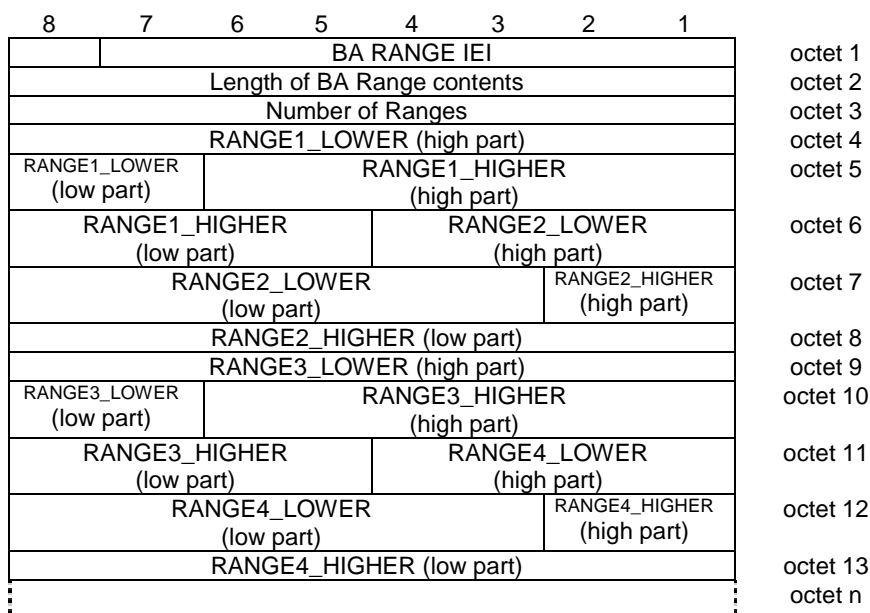 8 7 6 5 4 3 2 1
BA RANGE IEI octet 1
Length of BA Range contents octet 2
Number of Ranges octet 3
RANGE1_LOWER (high part) octet 4
RANGE1_LOWER RANGE1_HIGHER octet 5
(low part) (high part)
RANGE1_HIGHER RANGE2_LOWER octet 6
(low part) (high part)
RANGE2_LOWER RANGE2_HIGHER octet 7
(low part) (high part)
RANGE2_HIGHER (low part) octet 8
RANGE3_LOWER (high part) octet 9
RANGE3_LOWER RANGE3_HIGHER octet 10
(low part) (high part)
RANGE3_HIGHER RANGE4_LOWER octet 11
(low part) (high part)
RANGE4_LOWER RANGE4_HIGHER octet 12
(low part) (high part)
RANGE4_HIGHER (low part) octet 13
octet n